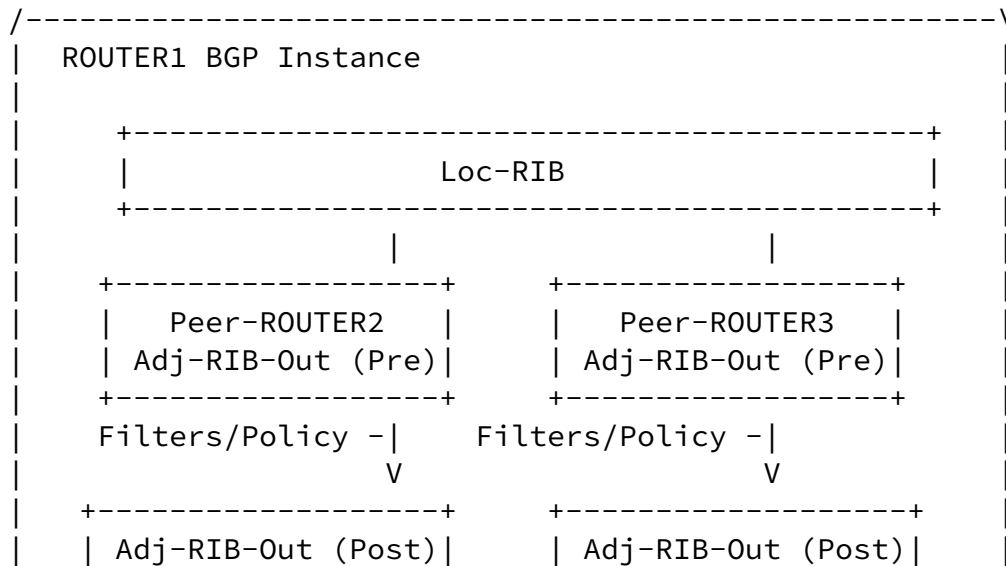 /------------------------------------------------------\
|  ROUTER1 BGP Instance                                |
|                                                      |
|     +--------------------------------------------+   |
|     |                 Loc-RIB                    |   |
|     +--------------------------------------------+   |
|                    |                    |            |
|    +------------------+     +------------------+     |
|    |   Peer-ROUTER2   |     |   Peer-ROUTER3   |     |
|    | Adj-RIB-Out (Pre)|     | Adj-RIB-Out (Pre)|     |
|    +------------------+     +------------------+     |
|    Filters/Policy -|    Filters/Policy -|            |
|                    V                    V            |
|   +-------------------+     +-------------------+    |
|   | Adj-RIB-Out (Post)|     | Adj-RIB-Out (Post)|    |